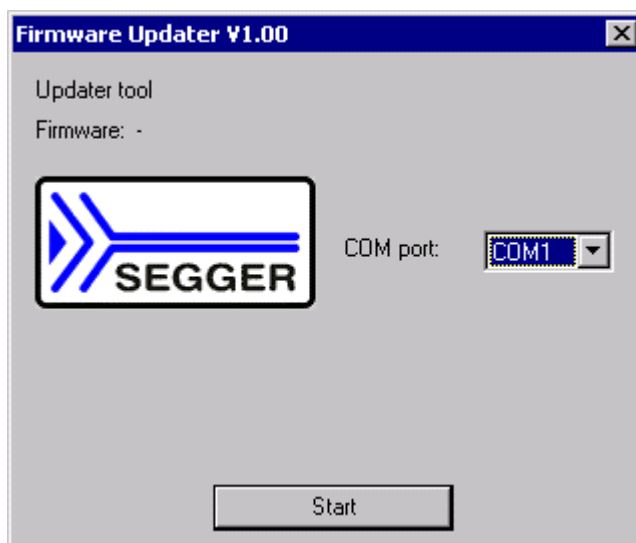 Firmware Updater V1.00
Updater tool
Firmware: -
SEGGER
COM port: COM1
Start